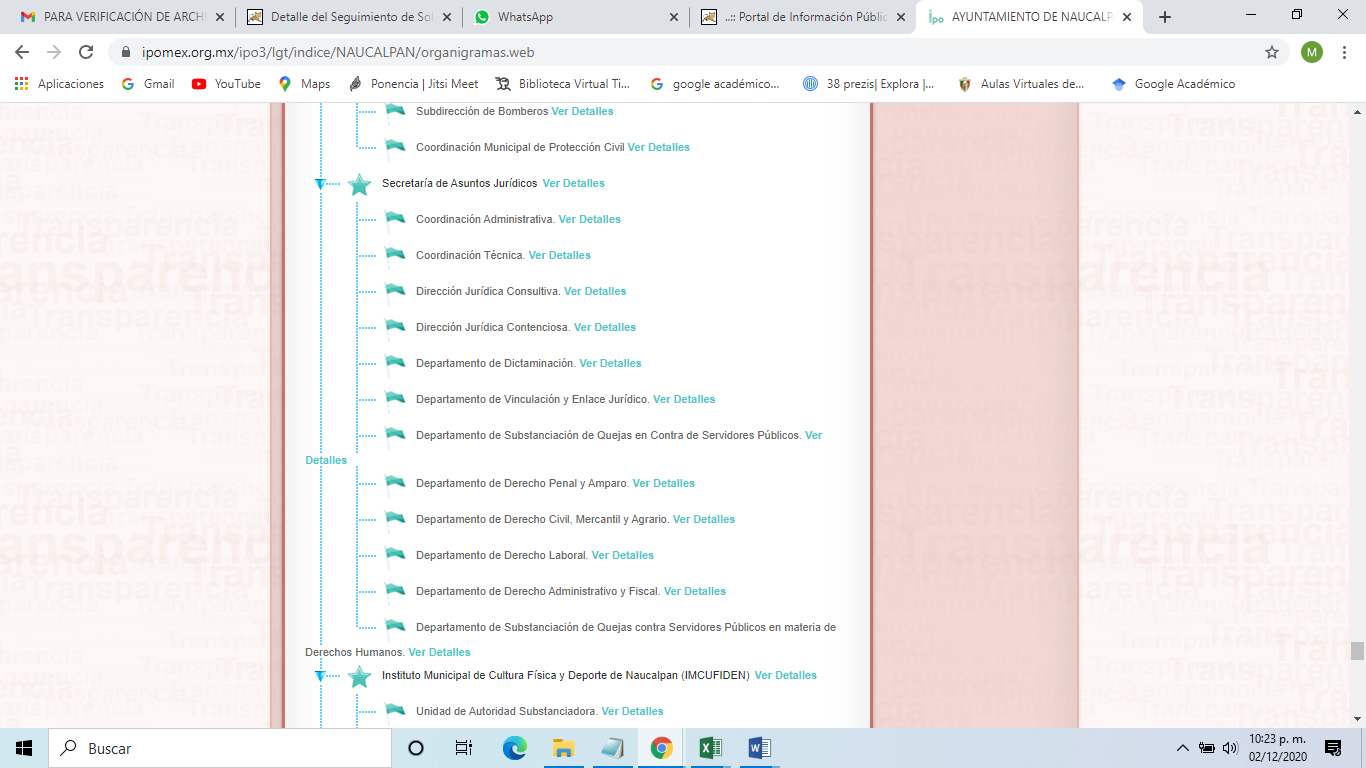 PARA VERIFICACIÓN DE ARCHI
Detalle del Seguimiento de Sol
WhatsApp
..:: Portal de Información Públic
ipo
AYUNTAMIENTO DE NAUCALP
ipomex.org.mx/ipo3/lgt/indice/NAUCALPAN/organigramas.web
M
Aplicaciones
Gmail
YouTube
Maps
Ponencia | Jitsi Meet
Biblioteca Virtual Ti...
google académico...
38 prezis| Explora |...
Aulas Virtuales de...
Google Académico
Subdirección de Bomberos Ver Detalles
Coordinación Municipal de Protección Civil Ver Detalles
Secretaría de Asuntos Jurídicos Ver Detalles
Coordinación Administrativa. Ver Detalles
Coordinación Técnica. Ver Detalles
Dirección Jurídica Consultiva. Ver Detalles
Dirección Jurídica Contenciosa. Ver Detalles
Departamento de Dictaminación. Ver Detalles
Departamento de Vinculación y Enlace Jurídico. Ver Detalles
Departamento de Substanciación de Quejas en Contra de Servidores Públicos. Ver
Detalles
Departamento de Derecho Penal y Amparo. Ver Detalles
Departamento de Derecho Civil, Mercantil y Agrario. Ver Detalles
Departamento de Derecho Laboral. Ver Detalles
Departamento de Derecho Administrativo y Fiscal. Ver Detalles
Departamento de Substanciación de Quejas contra Servidores Públicos en materia de
Derechos Humanos. Ver Detalles
Instituto Municipal de Cultura Física y Deporte de Naucalpan (IMCUFIDEN) Ver Detalles
Unidad de Autoridad Substanciadora. Ver Detalles
Transparencia
Buscar
10:23 p. m.
02/12/2020